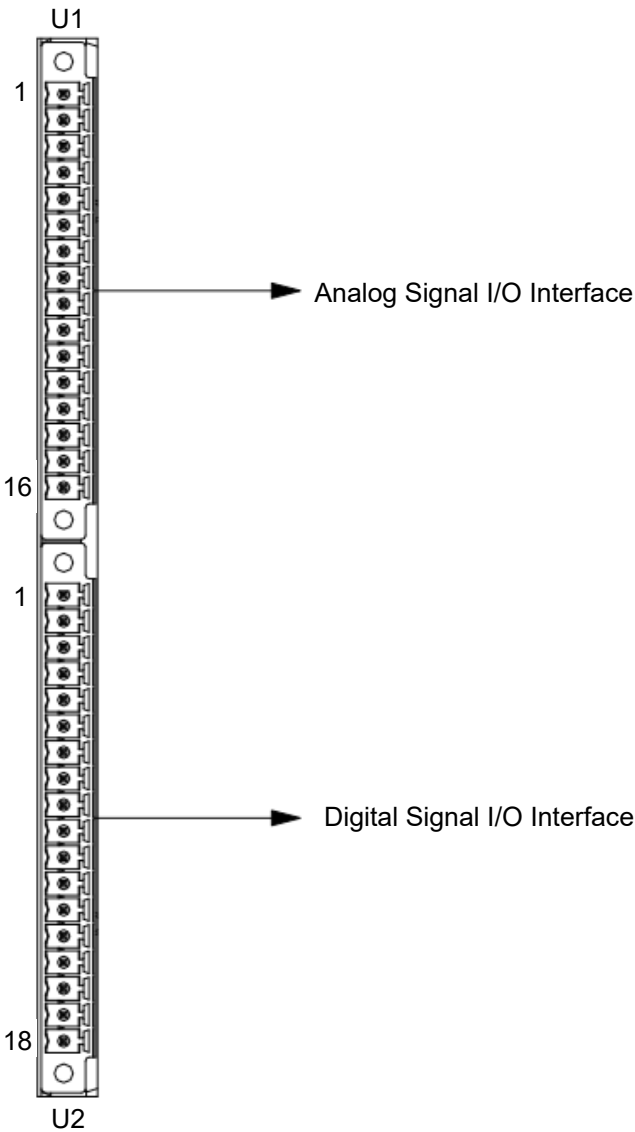 U1
1
Analog Signal I/O Interface
16
1
Digital Signal I/O Interface
18
U2